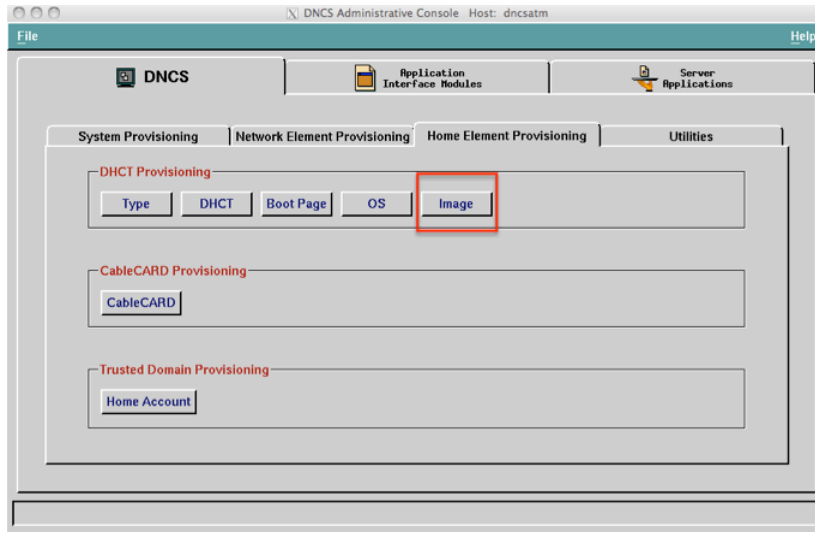 DNCS Administrative Console Host: dncsatm
File Help
DNCS
Application
Interface Modules
Server
Applications
System Provisioning Network Element Provisioning Home Element Provisioning Utilities
DHCT Provisioning
Type DHCT Boot Page OS Image
CableCARD Provisioning
CableCARD
Trusted Domain Provisioning
Home Account